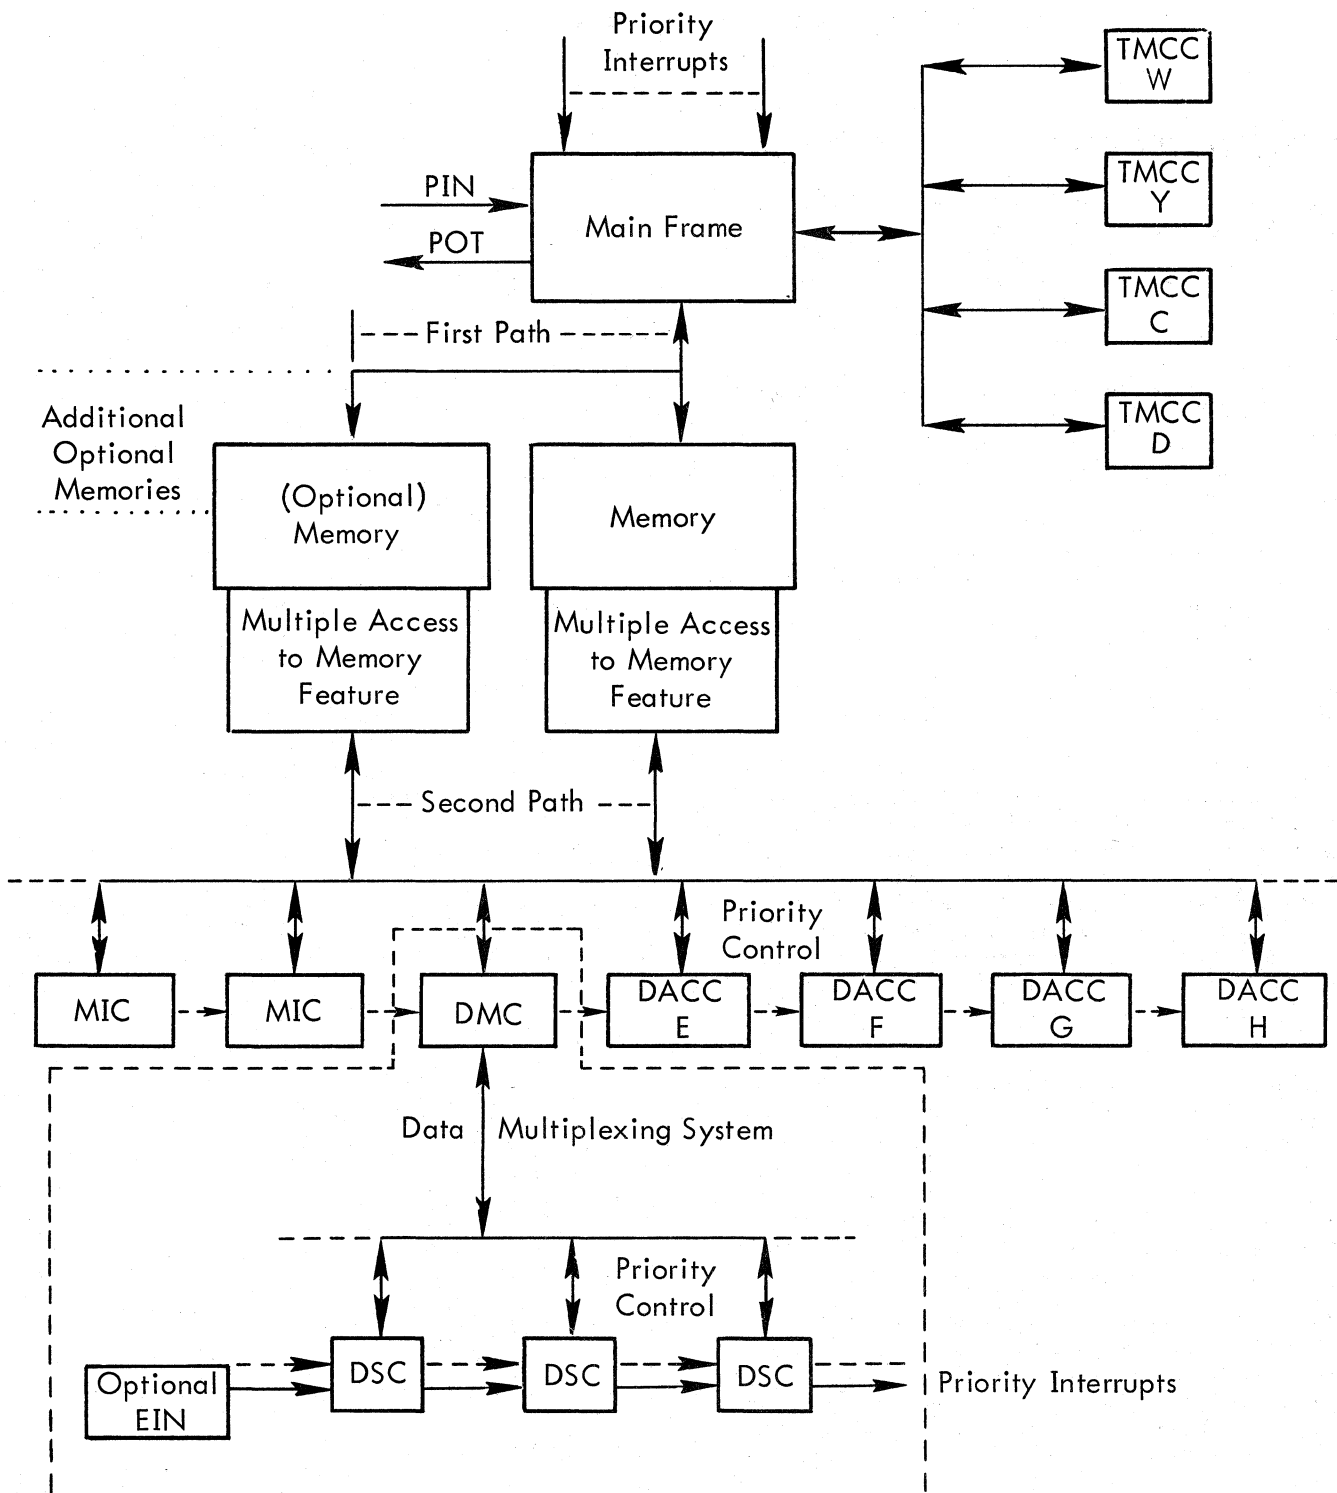 Priority
Interrupts
TMCC
W
PIN
TMCC
Y
Main Frame
POT
TMCC
C
First Path
Additional
Optional
Memories
TMCC
D
(Optional)
Memory
Memory
Multiple Access
to Memory
Feature
Multiple Access
to Memory
Feature
Second Path
Priority
Control
MIC
MIC
DMC
DACC
E
DACC
F
DACC
G
DACC
H
Data Multiplexing System
Priority
Control
Optional
EIN
DSC
DSC
DSC
Priority Interrupts